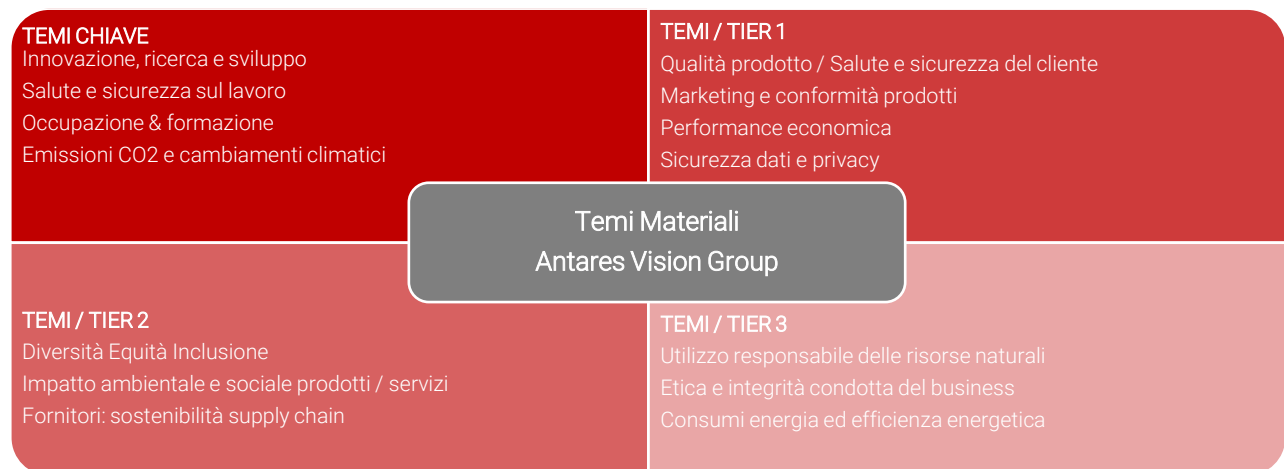 TEMI CHIAVE
Innovazione, ricerca e sviluppo
Salute e sicurezza sul lavoro
Occupazione & formazione
Emissioni CO2 e cambiamenti climatici
TEMI / TIER 1
Qualità prodotto / Salute e sicurezza del cliente
Marketing e conformità prodotti
Performance economica
Sicurezza dati e privacy
Temi Materiali
Antares Vision Group
TEMI / TIER 2
Diversità Equità Inclusione
Impatto ambientale e sociale prodotti / servizi
Fornitori: sostenibilità supply chain
TEMI / TIER 3
Utilizzo responsabile delle risorse naturali
Etica e integrità condotta del business
Consumi energia ed efficienza energetica